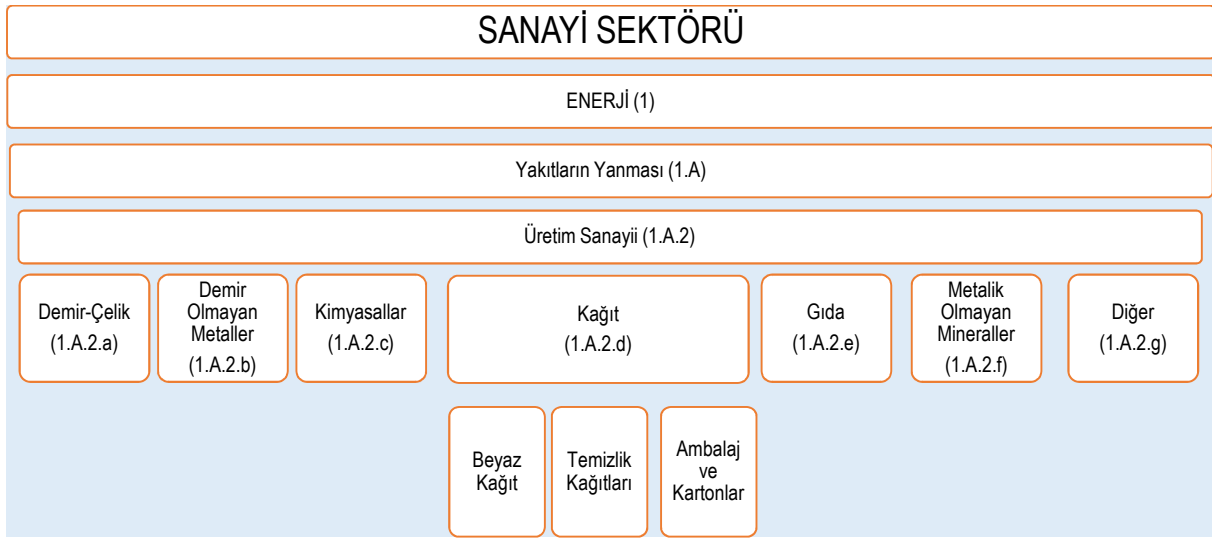 SANAYİ SEKTÖRÜ
ENERJİ (1)
Yakıtların Yanması (1.A)
Üretim Sanayii (1.A.2)
Demir-Çelik
(1.A.2.a)
Demir
Olmayan
Metaller
(1.A.2.b)
Kimyasallar
(1.A.2.c)
Kağıt
(1.A.2.d)
Gıda
(1.A.2.e)
Metalik
Olmayan
Mineraller
(1.A.2.f)
Diğer
(1.A.2.g)
Beyaz
Kağıt
Temizlik
Kağıtları
Ambalaj
ve
Kartonlar